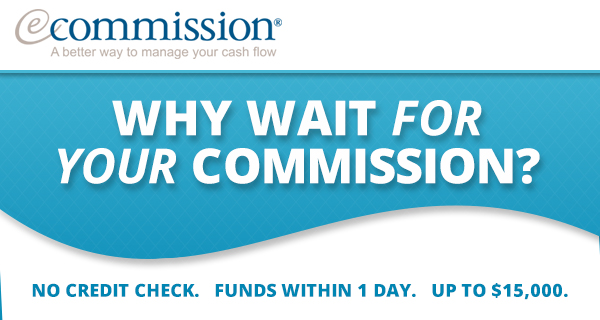 ecommission®
A better way to manage your cash flow
WHY WAIT FOR
YOUR COMMISSION?
NO CREDIT CHECK. FUNDS WITHIN 1 DAY. UP TO $15,000.